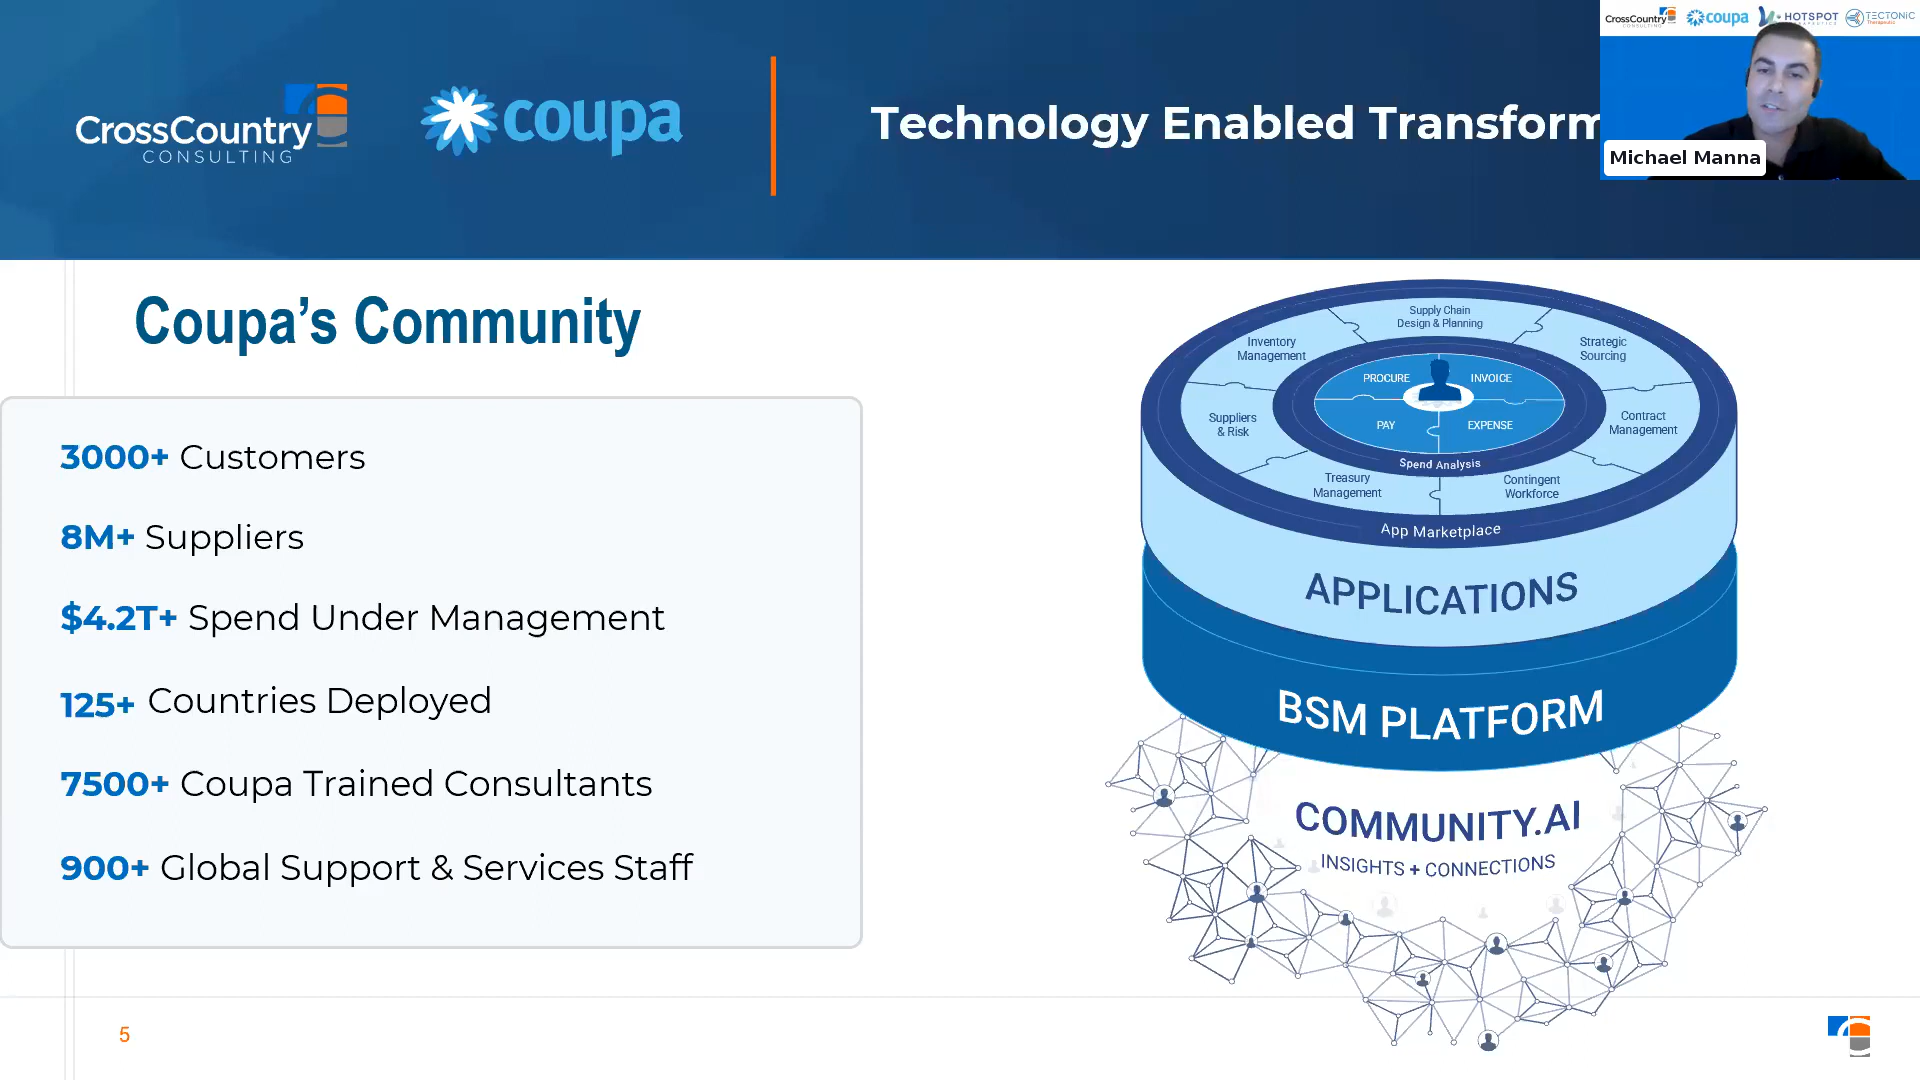 CrossCountry
CONSULTING
coupa
Technology Enabled Transform
CrossCountry
CONSULTING
coupa
HOTSPOT
TECTONIC
Therapeutic
Michael Manna
Coupa's Community
3000+ Customers
8M+ Suppliers
$4.2T+ Spend Under Management
125+ Countries Deployed
7500+ Coupa Trained Consultants
900+ Global Support & Services Staff
Supply Chain
Design & Planning
Inventory
Management
Strategic
Sourcing
PROCURE
INVOICE
Suppliers
& Risk
Contract
Management
PAY
EXPENSE
Spend Analysis
Treasury
Management
Contingent
Workforce
App Marketplace
APPLICATIONS
BSM PLATFORM
COMMUNITY.AI
INSIGHTS + CONNECTIONS
5